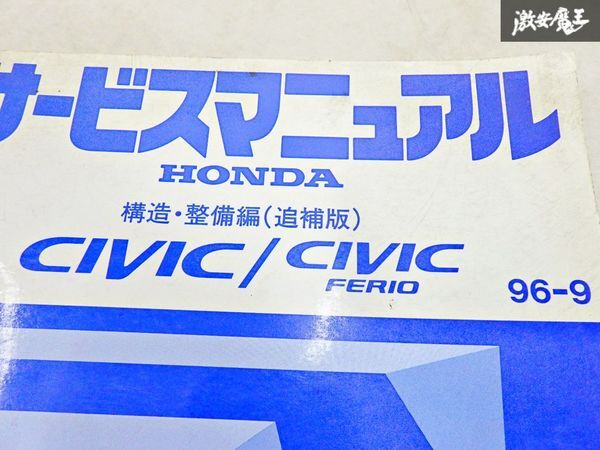 激安魔王
サービスマニュアル
HONDA
構造・整備編(追補版)
CIVIC/CIVIC FERIO
96-9